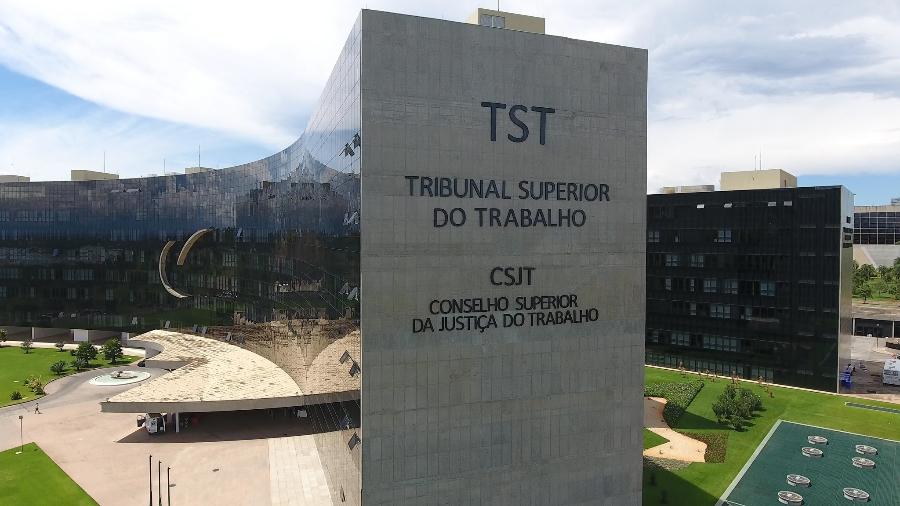 TST
TRIBUNAL SUPERIOR
DO TRABALHO
CSJT
CONSELHO SUPERIOR
DA JUSTIÇA DO TRABALHO